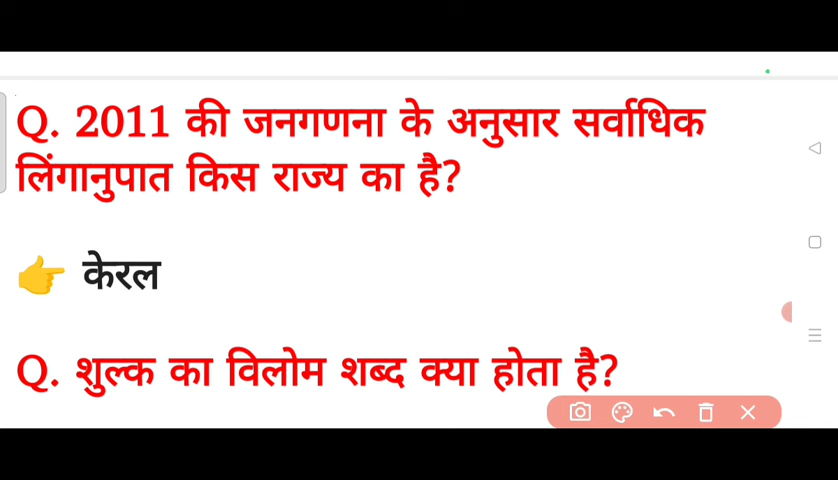 Q. 2011 की जनगणना के अनुसार सर्वाधिक
लिंगानुपात किस राज्य का है?
👉 केरल
Q. शुल्क का विलोम शब्द क्या होता है?